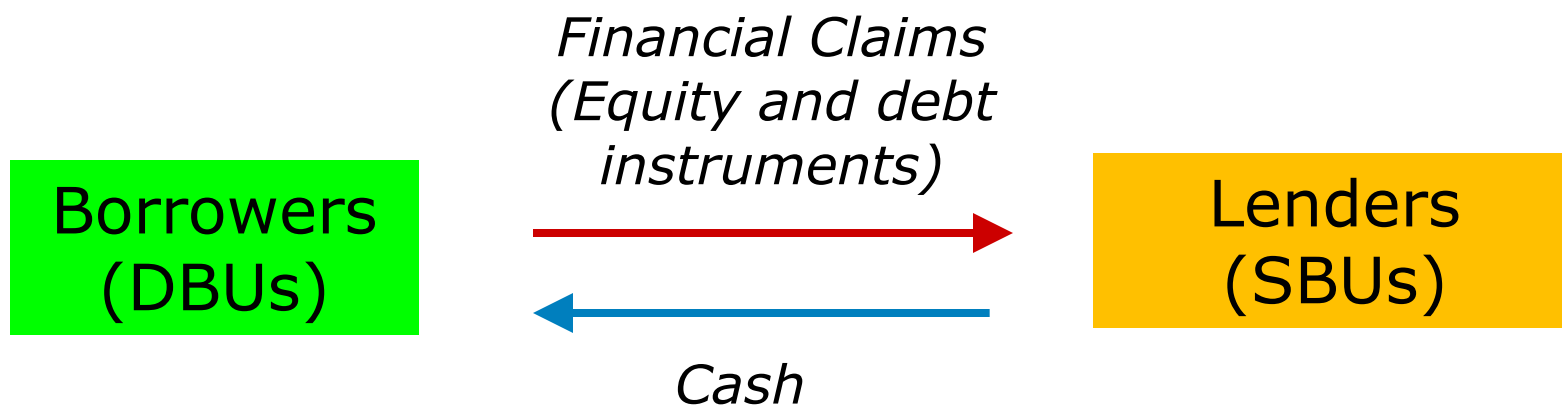 Financial Claims
(Equity and debt
instruments)
Borrowers
(DBUs)
Lenders
(SBUs)
Cash